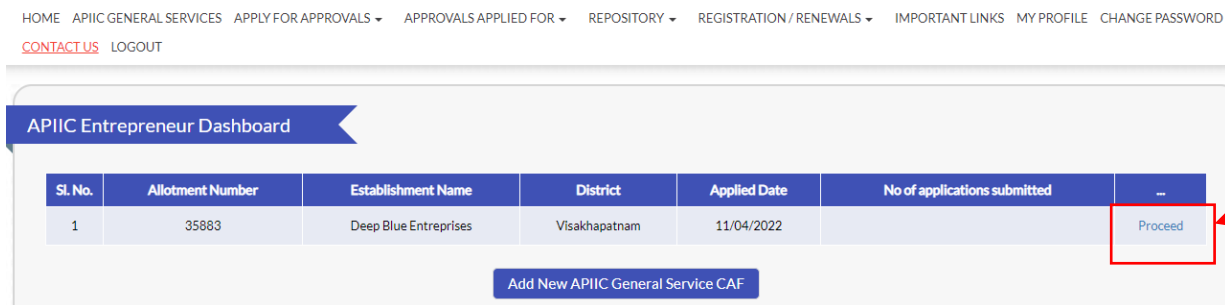 HOME APIIC GENERAL SERVICES APPLY FOR APPROVALS APPROVALS APPLIED FOR REPOSITORY REGISTRATION / RENEWALS IMPORTANT LINKS MY PROFILE CHANGE PASSWORD
CONTACT US LOGOUT
APIIC Entrepreneur Dashboard
Sl. No. Allotment Number Establishment Name District Applied Date No of applications submitted ...
1 35883 Deep Blue Entreprises Visakhapatnam 11/04/2022 Proceed
Add New APIIC General Service CAF